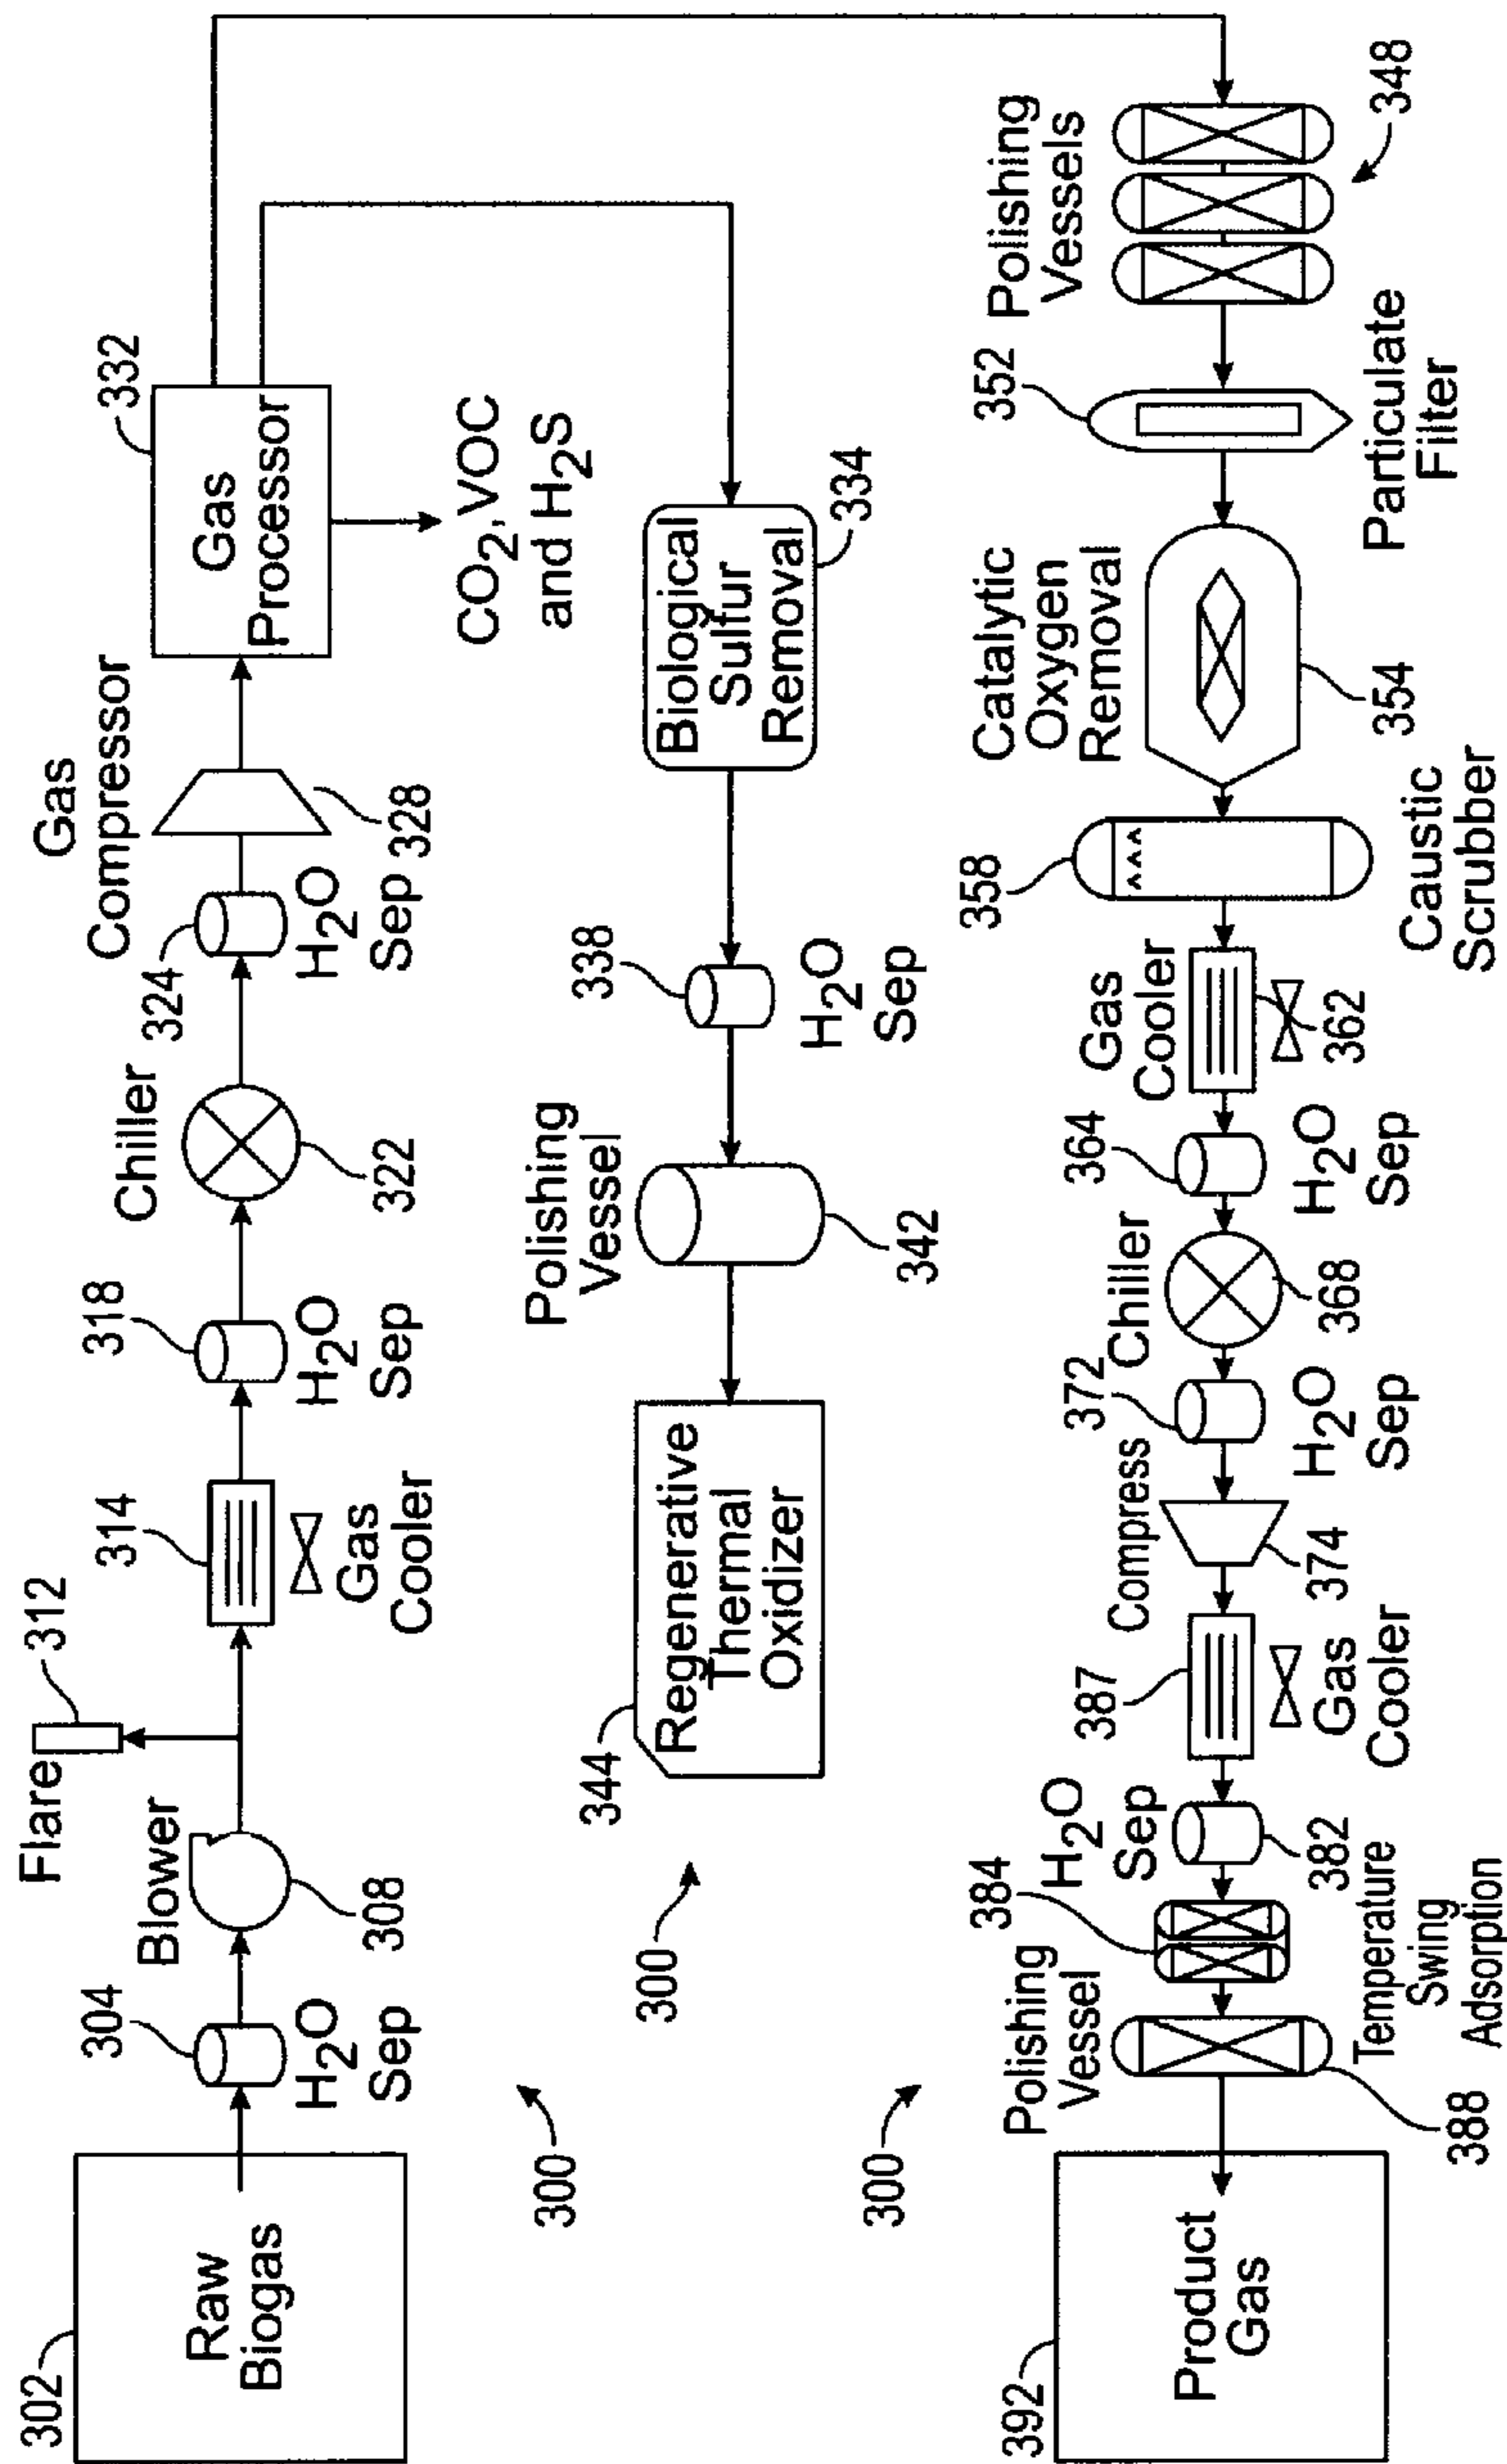 302
Raw
Biogas
304
H2O
Sep
Blower
308
Flare
312
314
Gas
Cooler
318
H2O
Sep
Chiller
322
324
H2O
Sep
Gas
Compressor
328
332
Gas
Processor
CO2, VOC
and H2S
300
Biological
Sulfur
Removal
334
338
H2O
Sep
Polishing
Vessel
342
344
Regenerative
Thermal
Oxidizer
300
Polishing
Vessels
348
352
Particulate
Filter
Catalytic
Oxygen
Removal
354
358
Caustic
Scrubber
Gas
Cooler
362
364
H2O
Sep
Chiller
368
372
H2O
Sep
Compress
374
387
Gas
Cooler
H2O
Sep
382
384
Temperature
Swing
Adsorption
Polishing
Vessel
388
300
392
Product
Gas